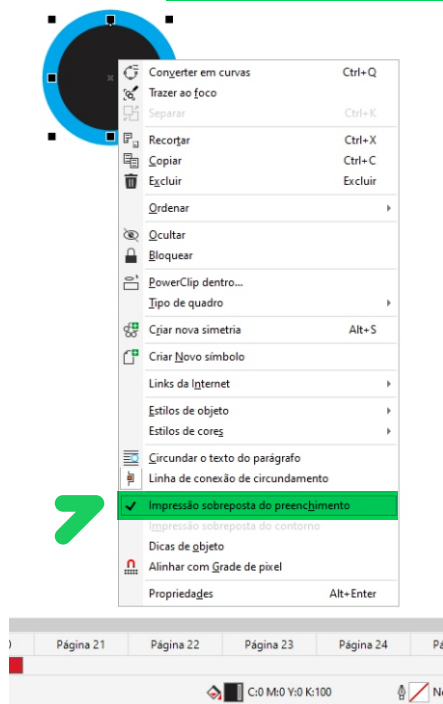 Converter em curvas Ctrl+Q
Trazer ao foco
Separar Ctrl+K
Recortar Ctrl+X
Copiar Ctrl+C
Excluir Excluir
Ordenar
Ocultar
Bloquear
PowerClip dentro...
Tipo de quadro
Criar nova simetria Alt+S
Criar Novo símbolo
Links da Internet
Estilos de objeto
Estilos de cores
Circundar o texto do parágrafo
Linha de conexão de circundamento
Impressão sobreposta do preenchimento
Impressão sobreposta do contorno
Dicas de objeto
Alinhar com Grade de pixel
Propriedades Alt+Enter
Página 21 Página 22 Página 23 Página 24
C:0 M:0 Y:0 K:100